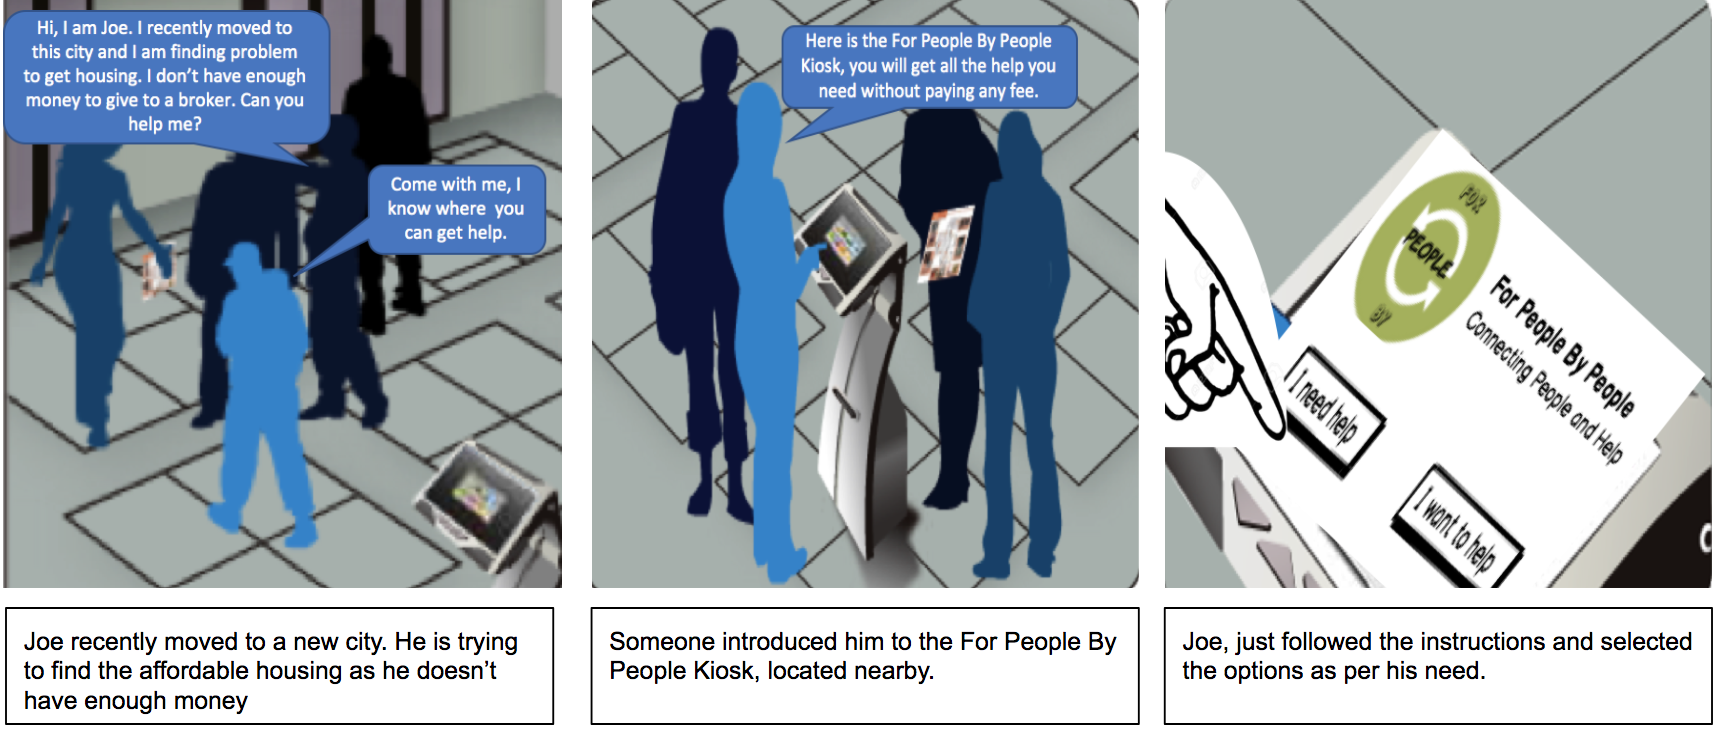 Hi, I am Joe. I recently moved to
this city and I am finding problem
to get housing. I don't have enough
money to give to a broker. Can you
help me?
Come with me, I
know where you
can get help.
Here is the For People By People
Kiosk, you will get all the help you
need without paying any fee.
FOR
PEOPLE
BY
For People By People
Connecting People and Help
I need help
I want to help
Joe recently moved to a new city. He is trying
to find the affordable housing as he doesn't
have enough money
Someone introduced him to the For People By
People Kiosk, located nearby.
Joe, just followed the instructions and selected
the options as per his need.